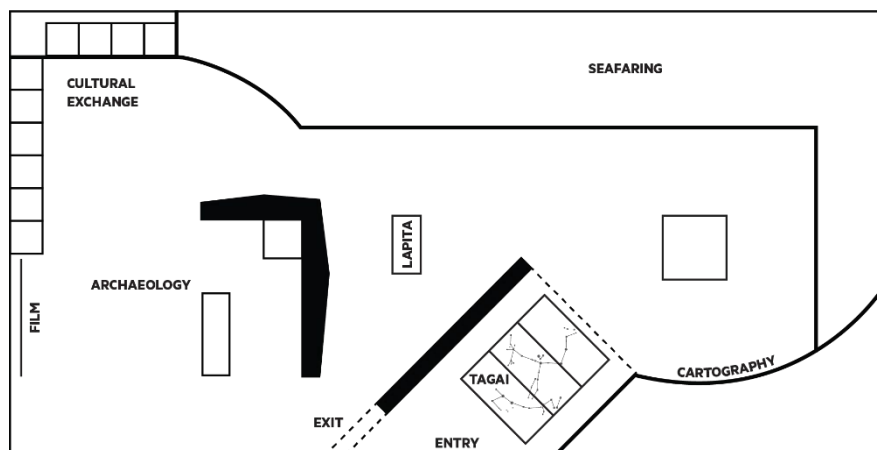 CULTURAL
EXCHANGE
SEAFARING
LAPITA
ARCHAEOLOGY
FILM
CARTOGRAPHY
TAGAI
EXIT
ENTRY